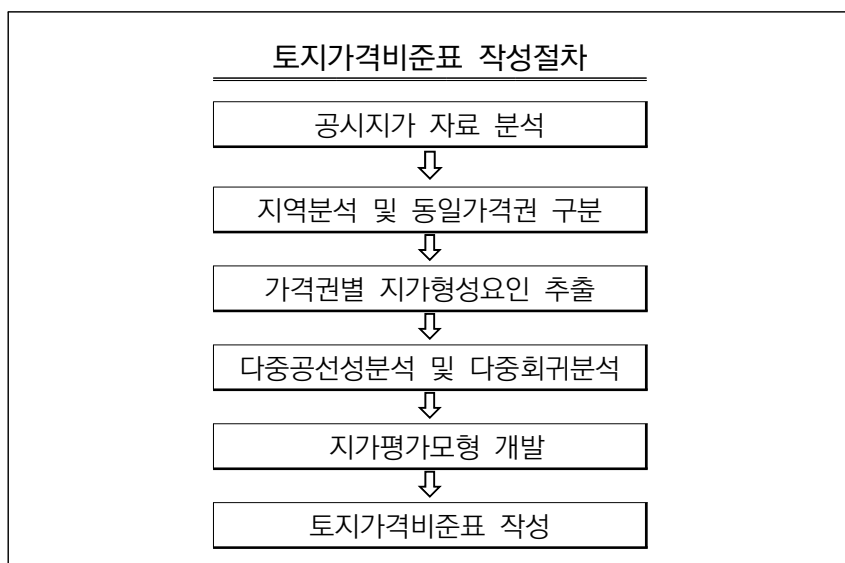 토지가격비준표 작성절차
공시지가 자료 분석
지역분석 및 동일가격권 구분
가격권별 지가형성요인 추출
다중공선성분석 및 다중회귀분석
지가평가모형 개발
토지가격비준표 작성